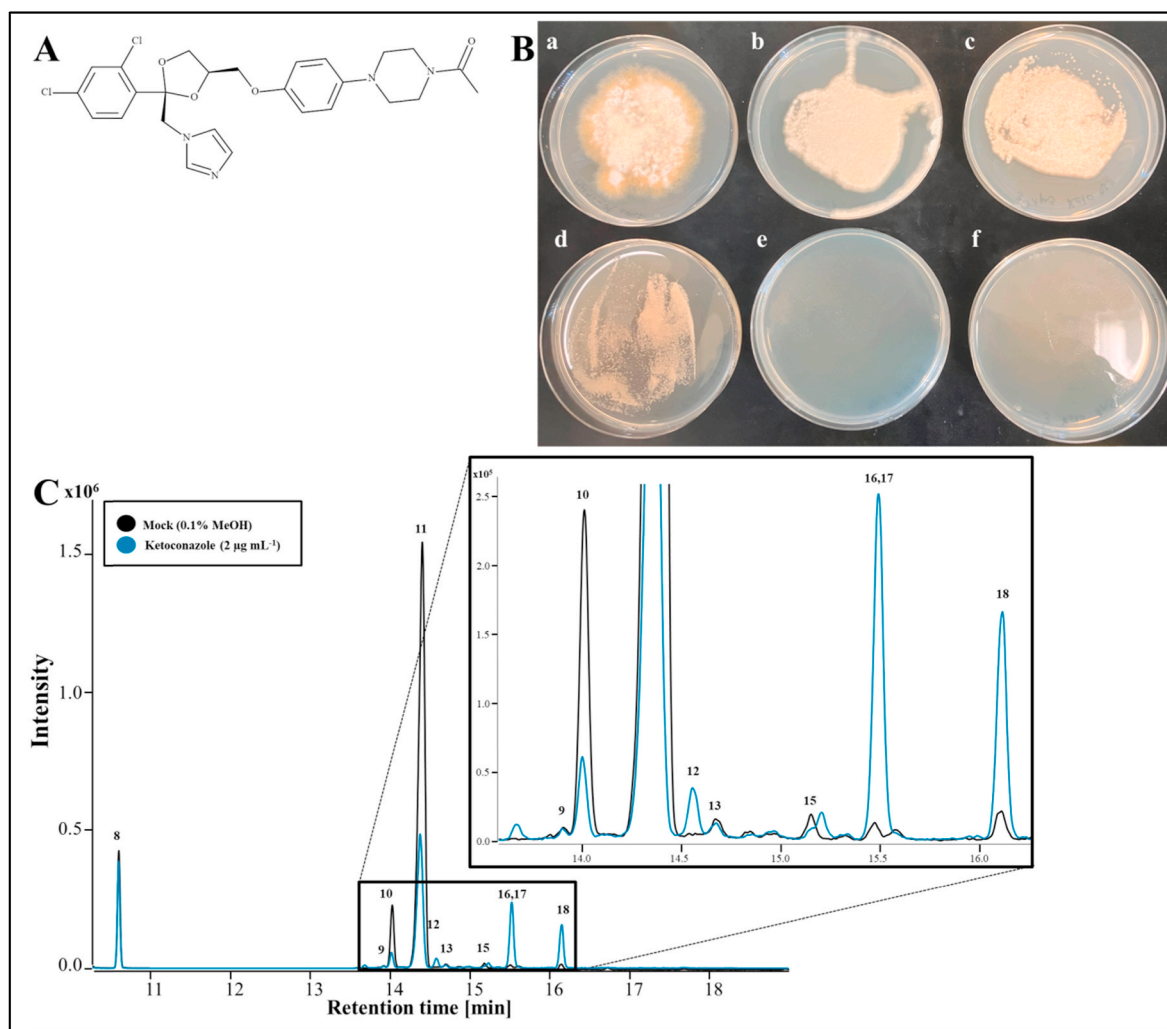 A
Cl
Cl
O
O
O
N
N
N
N
O
B
a
b
c
d
e
f
C
x10⁶
Mock (0.1% MeOH)
Ketoconazole (2 µg mL⁻¹)
1.5
1.0
0.5
0.0
Intensity
8
9
10
11
12
13
15
16,17
18
11
12
13
14
15
16
17
18
Retention time [min]
x10⁵
2.5
2.0
1.5
1.0
0.5
0.0
9
10
12
13
15
16,17
18
14.0
14.5
15.0
15.5
16.0